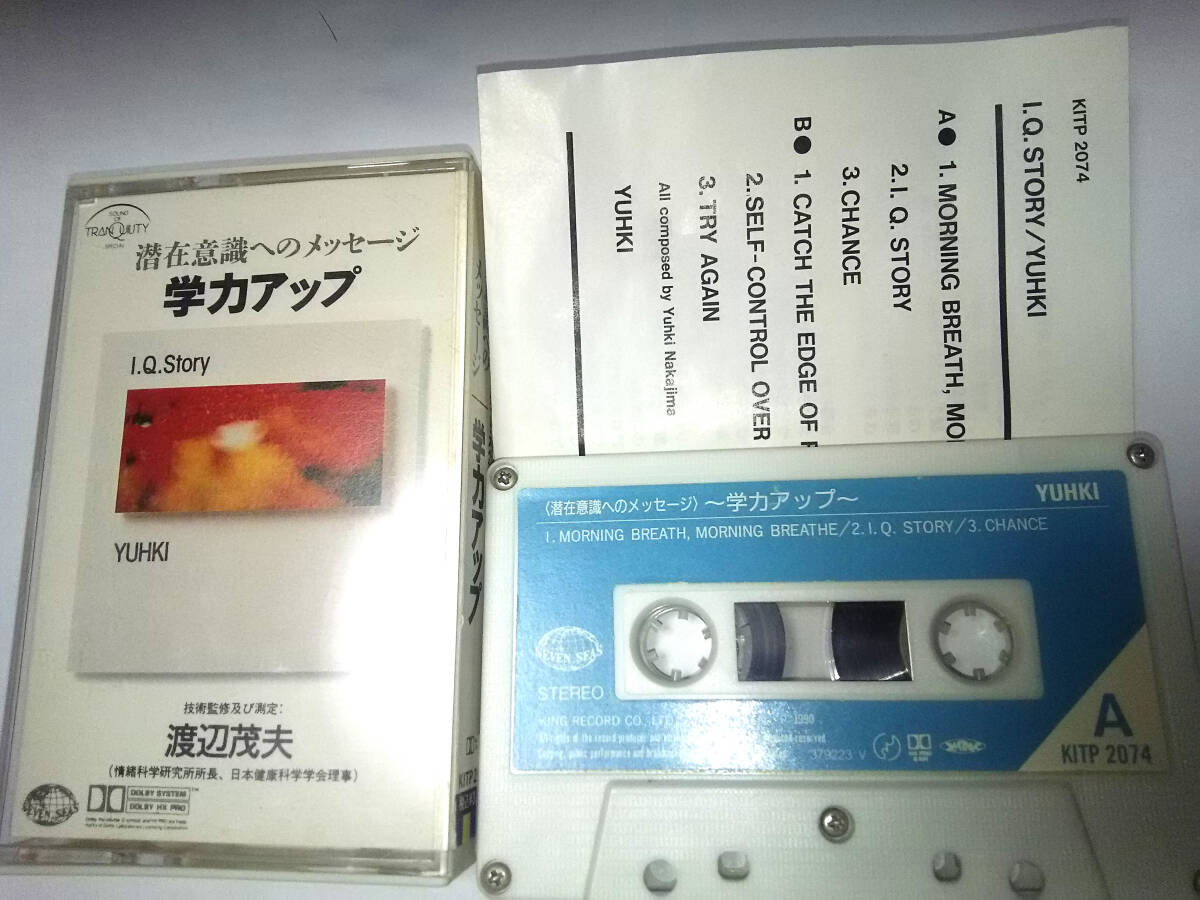 SOUND OF
TRANQUILITY
SPECIAL
潜在意識へのメッセージ
学力アップ
I.Q.Story
YUHKI
技術監修及び測定:
渡辺茂夫
(情緒科学研究所所長、日本健康科学学会理事)
SEVEN SEAS
DOLBY SYSTEM
DOLBY HX PRO
メッセージ
学力アップ
KITP 2074
I.Q. STORY/YUHKI
A● 1. MORNING BREATH, MO
2. I. Q. STORY
3. CHANCE
B● 1. CATCH THE EDGE OF
2. SELF-CONTROL OVER
3. TRY AGAIN
All composed by Yuhki Nakajima
YUHKI
〈潜在意識へのメッセージ〉 〜学力アップ〜
YUHKI
1. MORNING BREATH, MORNING BREATHE/2. I. Q. STORY/3. CHANCE
SEVEN SEAS
STEREO
KING RECORD CO., LTD.
1990
379223 V
A
KITP 2074